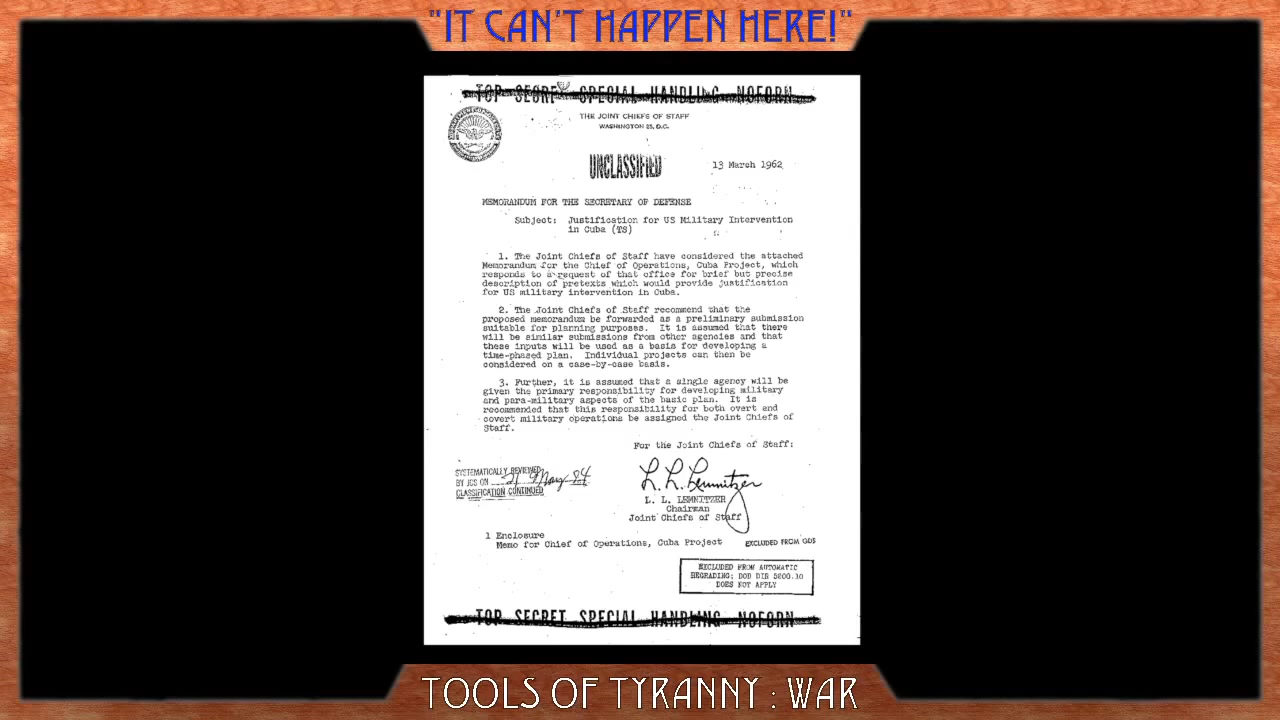 "IT CAN'T HAPPEN HERE!"
TOP SECRET SPECIAL HANDLING NOFORN
THE JOINT CHIEFS OF STAFF
WASHINGTON 25, D.C.
UNCLASSIFIED
13 March 1962
MEMORANDUM FOR THE SECRETARY OF DEFENSE
Subject: Justification for US Military Intervention
in Cuba (TS)
1. The Joint Chiefs of Staff have considered the attached
Memorandum for the Chief of Operations, Cuba Project, which
responds to a request of that office for brief but precise
description of pretexts which would provide justification
for US military intervention in Cuba.
2. The Joint Chiefs of Staff recommend that the
proposed memorandum be forwarded as a preliminary submission
suitable for planning purposes. It is assumed that there
will be similar submissions from other agencies and that
these inputs will be used as a basis for developing a
time-phased plan. Individual projects can then be
considered on a case-by-case basis.
3. Further, it is assumed that a single agency will be
given the primary responsibility for developing military
and para-military aspects of the basic plan. It is
recommended that this responsibility for both overt and
covert military operations be assigned the Joint Chiefs of
Staff.
For the Joint Chiefs of Staff:
SYSTEMATICALLY REVIEWED
BY JCS ON 21 May 84
CLASSIFICATION CONTINUED
L. L. Lemnitzer
L. L. LEMNITZER
Chairman
Joint Chiefs of Staff
1 Enclosure
Memo for Chief of Operations, Cuba Project
EXCLUDED FROM GDS
EXCLUDED FROM AUTOMATIC
REGRADING: DOD DIR 5200.10
DOES NOT APPLY
TOP SECRET SPECIAL HANDLING NOFORN
TOOLS OF TYRANNY : WAR